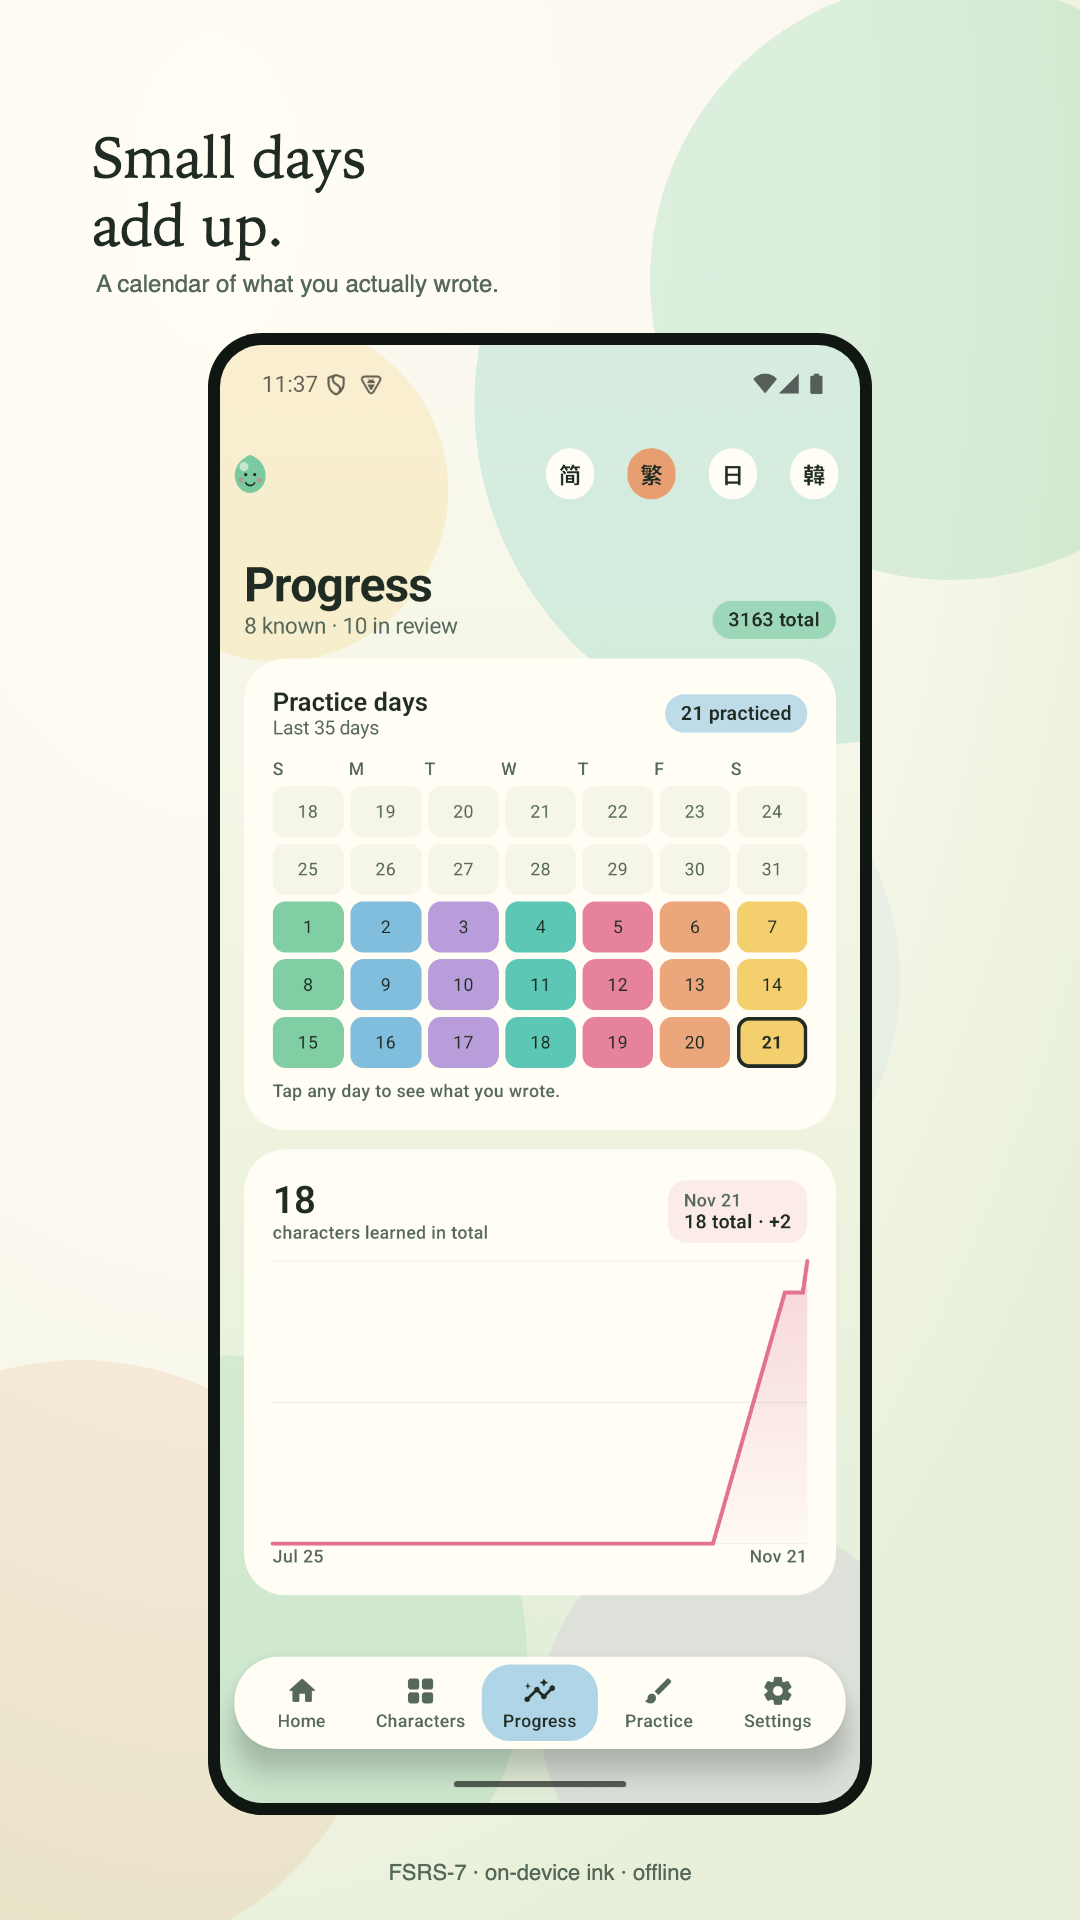 Small days
add up.
A calendar of what you actually wrote.
11:37
简 繁 日 韓
Progress
8 known · 10 in review
3163 total
Practice days
Last 35 days
21 practiced
S M T W T F S
18 19 20 21 22 23 24
25 26 27 28 29 30 31
1 2 3 4 5 6 7
8 9 10 11 12 13 14
15 16 17 18 19 20 21
Tap any day to see what you wrote.
18
characters learned in total
Nov 21
18 total · +2
Jul 25
Nov 21
Home Characters Progress Practice Settings
FSRS-7 · on-device ink · offline